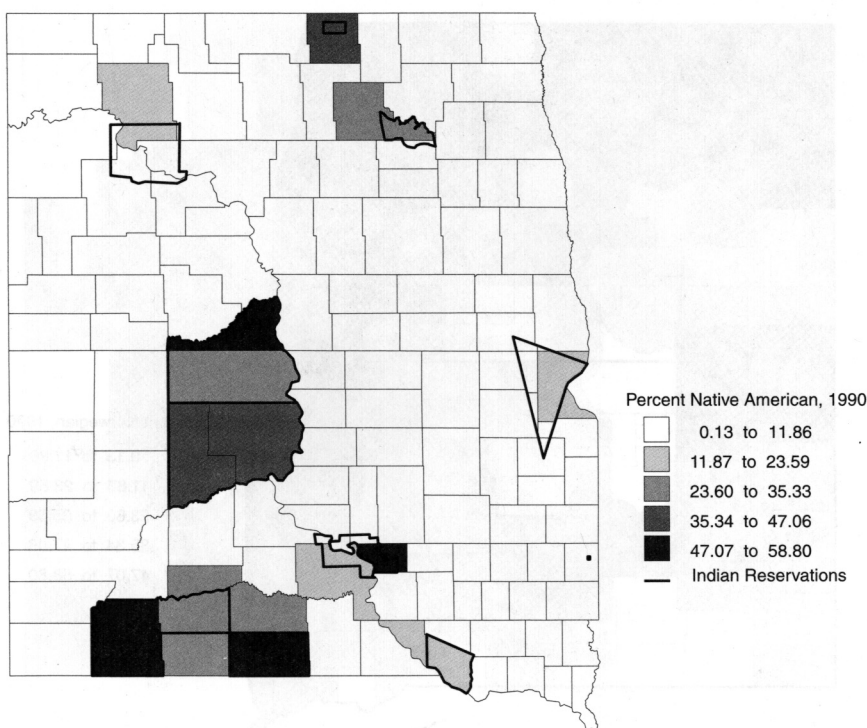 Percent Native American, 1990
0.13 to 11.86
11.87 to 23.59
23.60 to 35.33
35.34 to 47.06
47.07 to 58.80
Indian Reservations